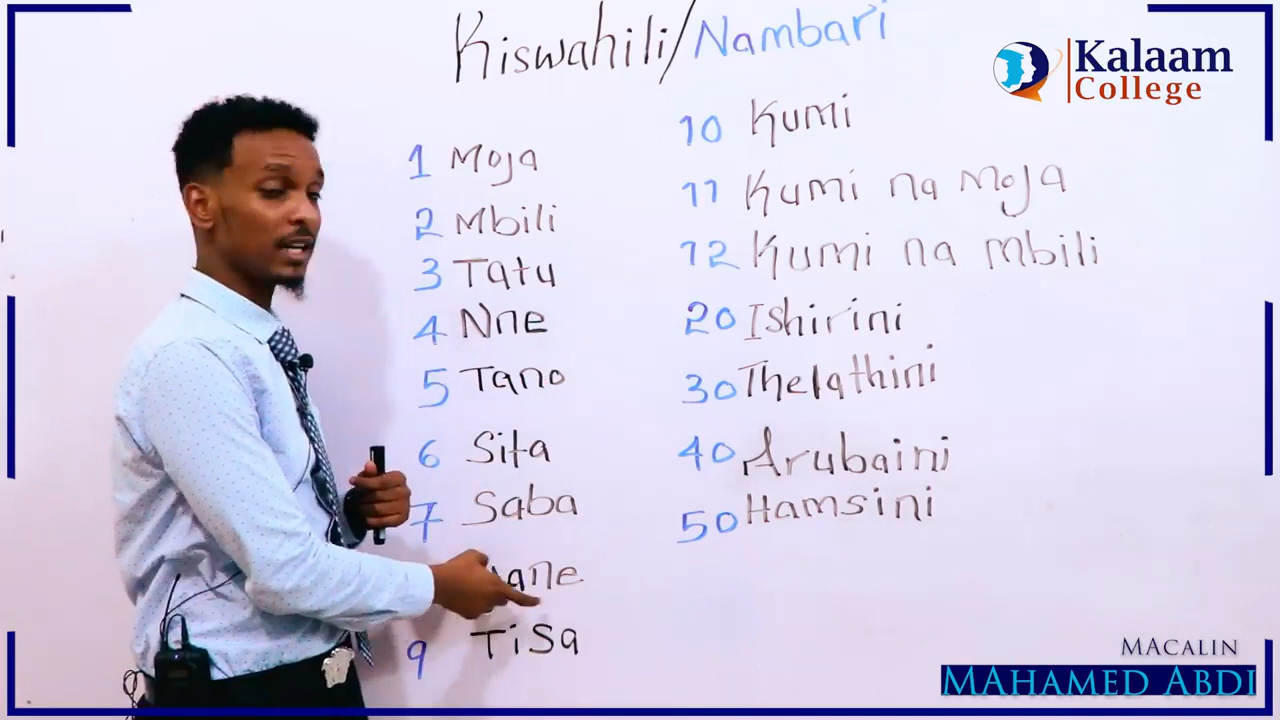 Kiswahili/Nambari
1 Moja
2 Mbili
3 Tatu
4 Nne
5 Tano
6 Sita
7 Saba
9 Tisa
10 Kumi
11 Kumi na Moja
12 Kumi na Mbili
20 Ishirini
30 Thelathini
40 Arubaini
50 Hamsini
Kalaam
College
Macalin
Mahamed Abdi